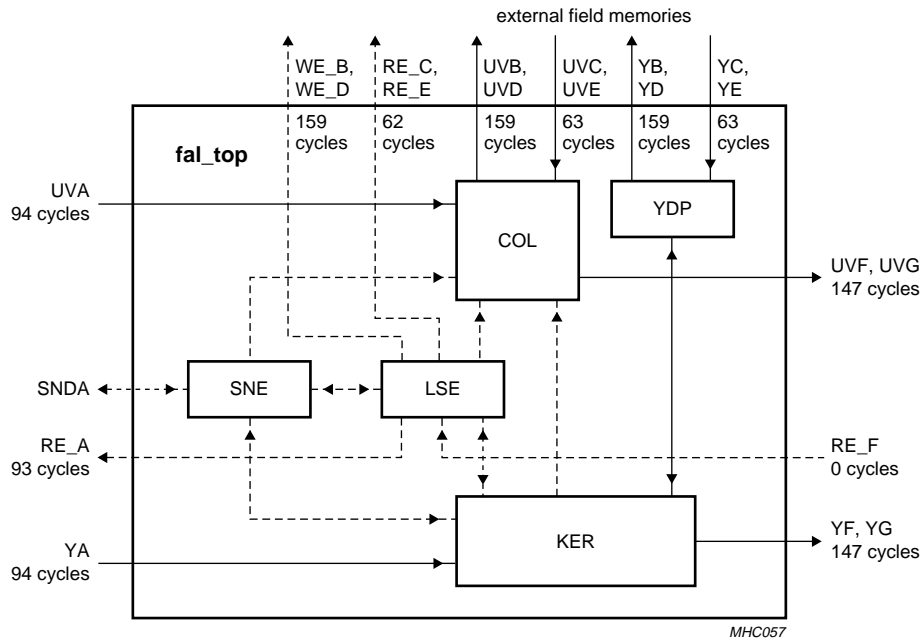 external field memories
WE_B,
WE_D
RE_C,
RE_E
UVB,
UVD
UVC,
UVE
YB,
YD
YC,
YE
159
cycles
62
cycles
159
cycles
63
cycles
159
cycles
63
cycles
fal_top
UVA
94 cycles
COL
YDP
UVF, UVG
147 cycles
SNDA
SNE
LSE
RE_A
93 cycles
RE_F
0 cycles
KER
YA
94 cycles
YF, YG
147 cycles
MHC057